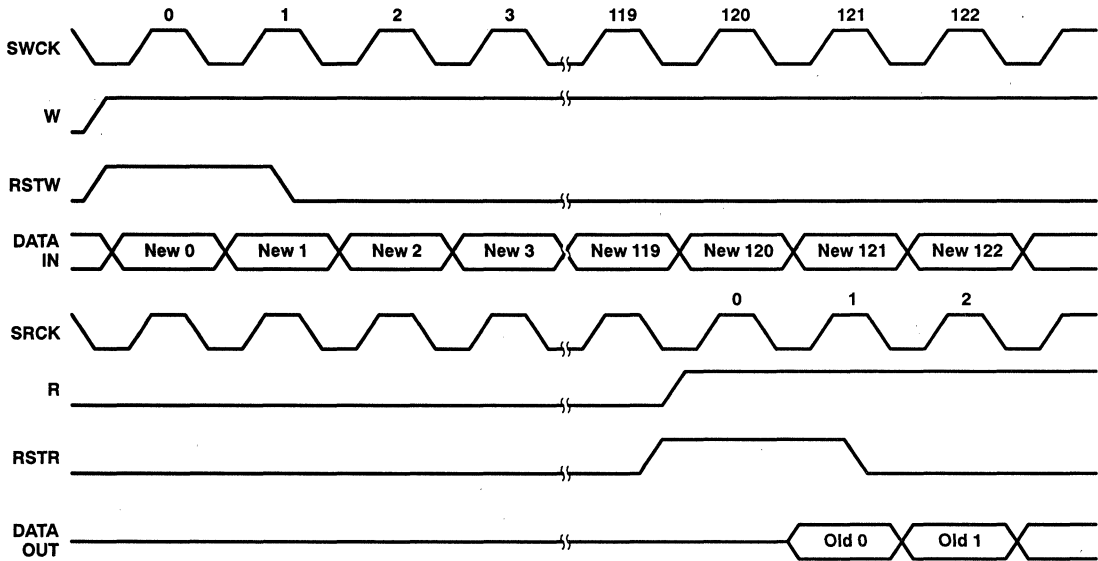 0 1 2 3 119 120 121 122
SWCK
W
RSTW
DATA
IN
New 0 New 1 New 2 New 3 New 119 New 120 New 121 New 122
0 1 2
SRCK
R
RSTR
DATA
OUT
Old 0 Old 1